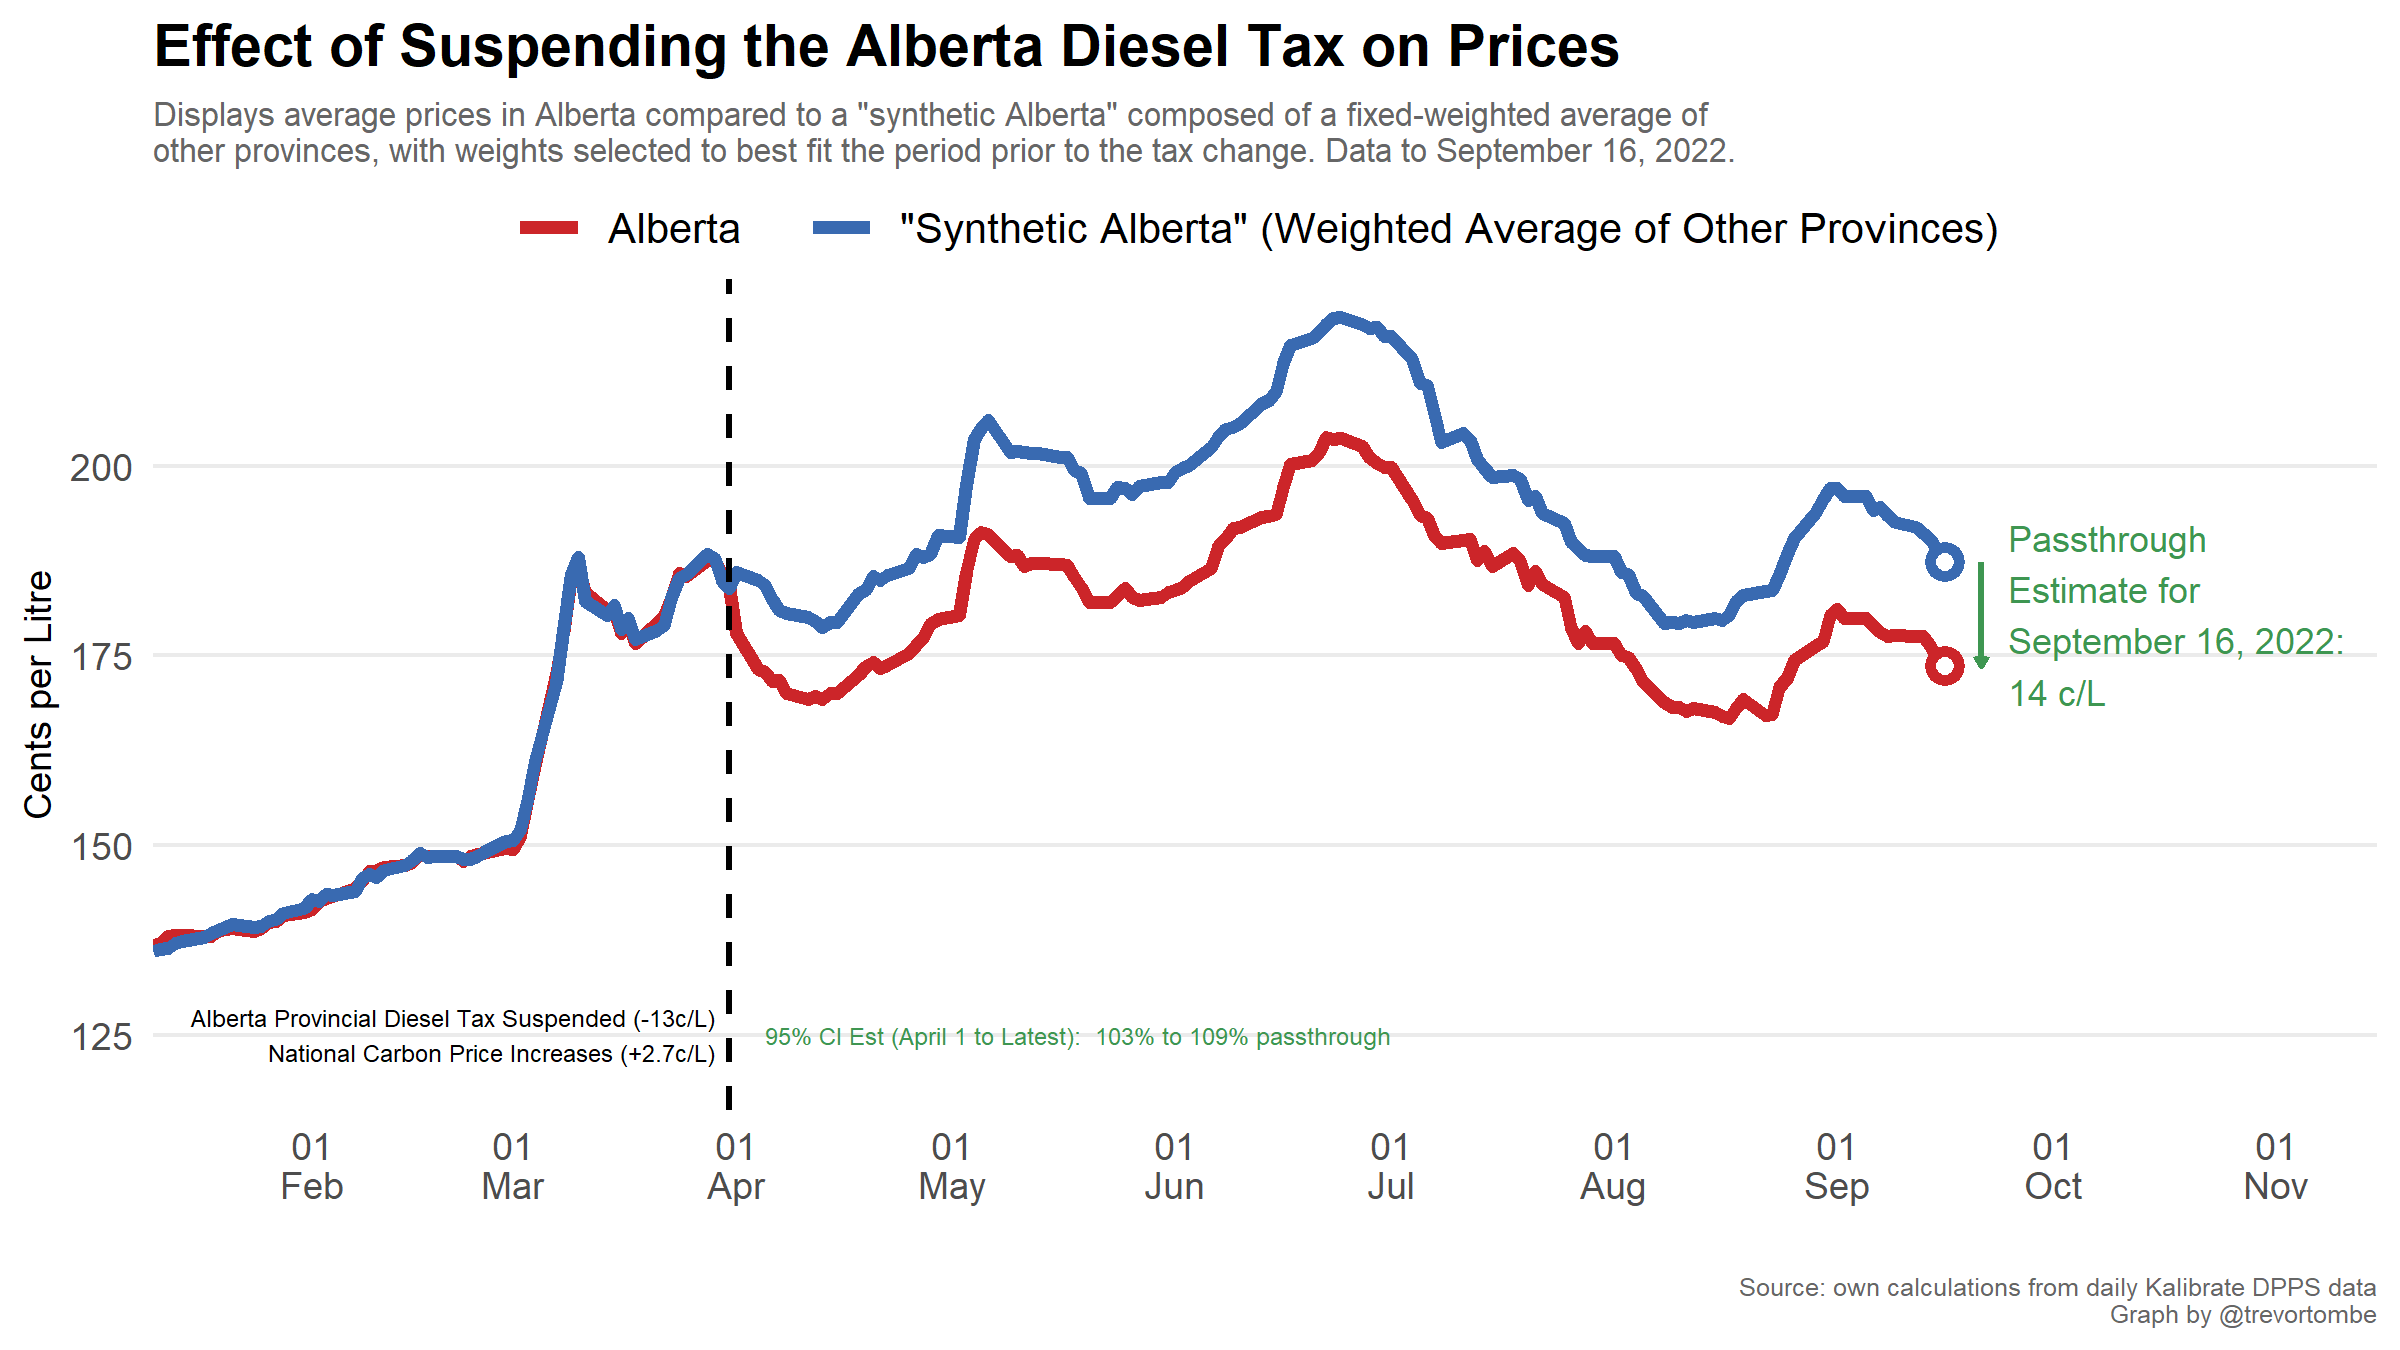 Effect of Suspending the Alberta Diesel Tax on Prices
Displays average prices in Alberta compared to a "synthetic Alberta" composed of a fixed-weighted average of
other provinces, with weights selected to best fit the period prior to the tax change. Data to September 16, 2022.
Alberta
"Synthetic Alberta" (Weighted Average of Other Provinces)
Cents per Litre
200
175
150
125
Passthrough
Estimate for
September 16, 2022:
14 c/L
Alberta Provincial Diesel Tax Suspended (-13c/L)
National Carbon Price Increases (+2.7c/L)
95% CI Est (April 1 to Latest):  103% to 109% passthrough
01 Feb
01 Mar
01 Apr
01 May
01 Jun
01 Jul
01 Aug
01 Sep
01 Oct
01 Nov
Source: own calculations from daily Kalibrate DPPS data
Graph by @trevortombe